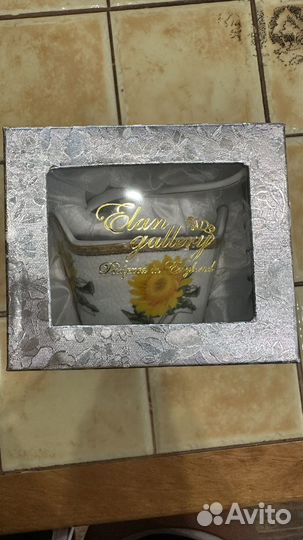 Elan
gallery
Designed in England
Avito